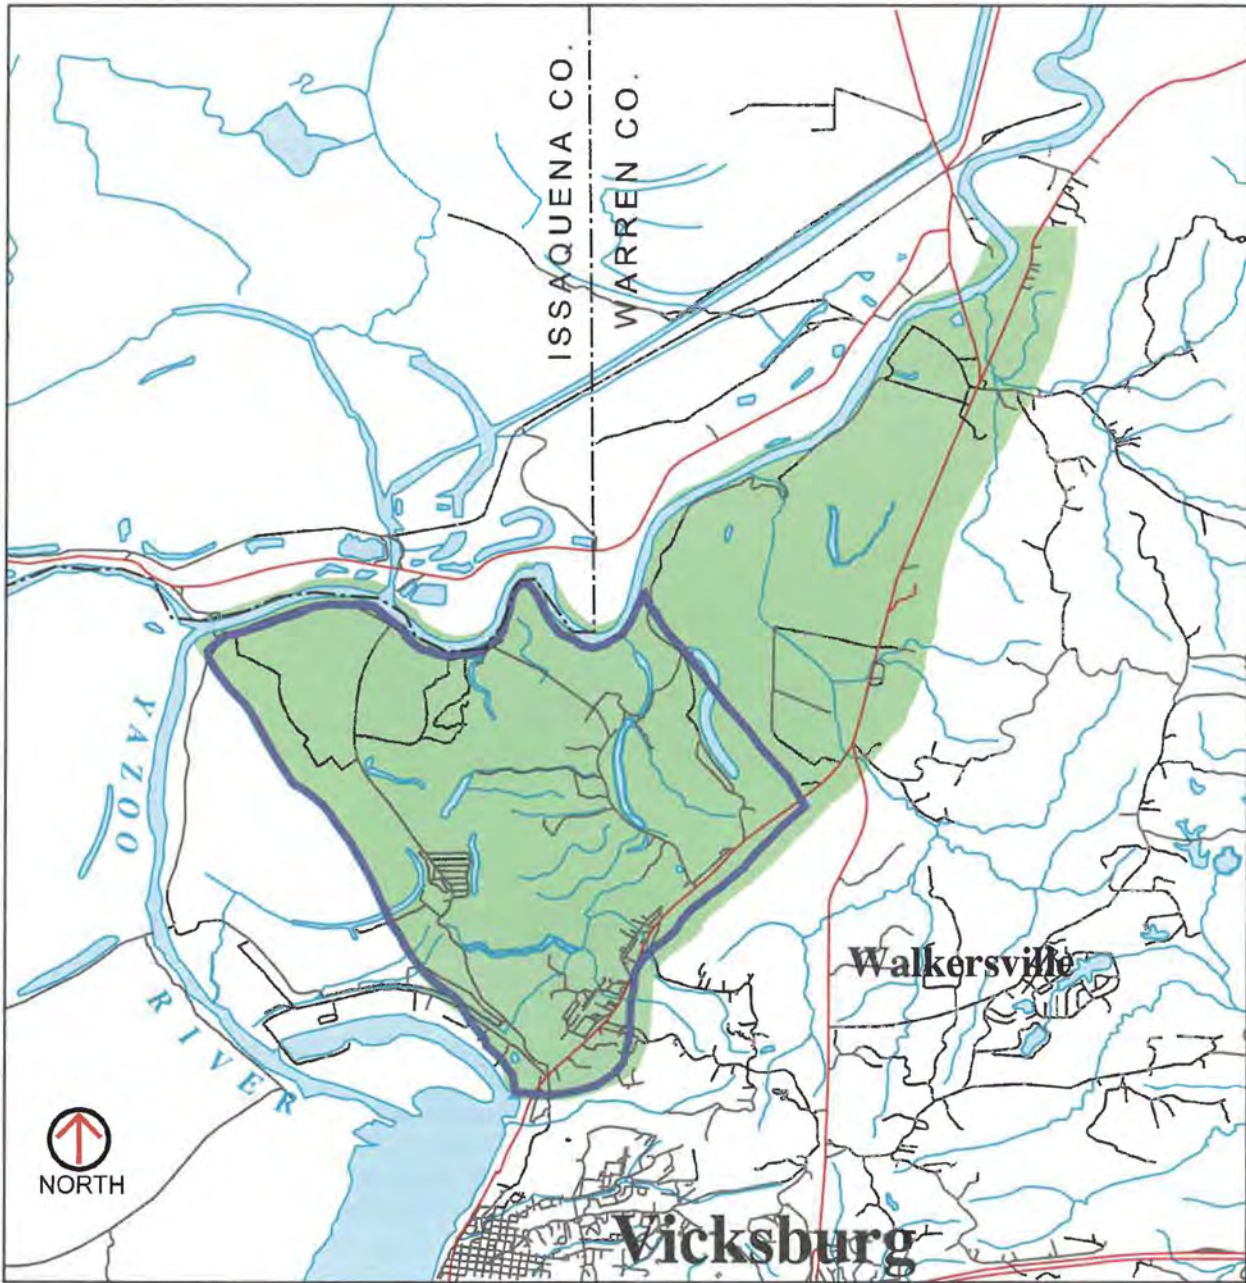 ISSAQUENA CO.
WARREN CO.
YAZOO
RIVER
Walkersville
NORTH
Vicksburg